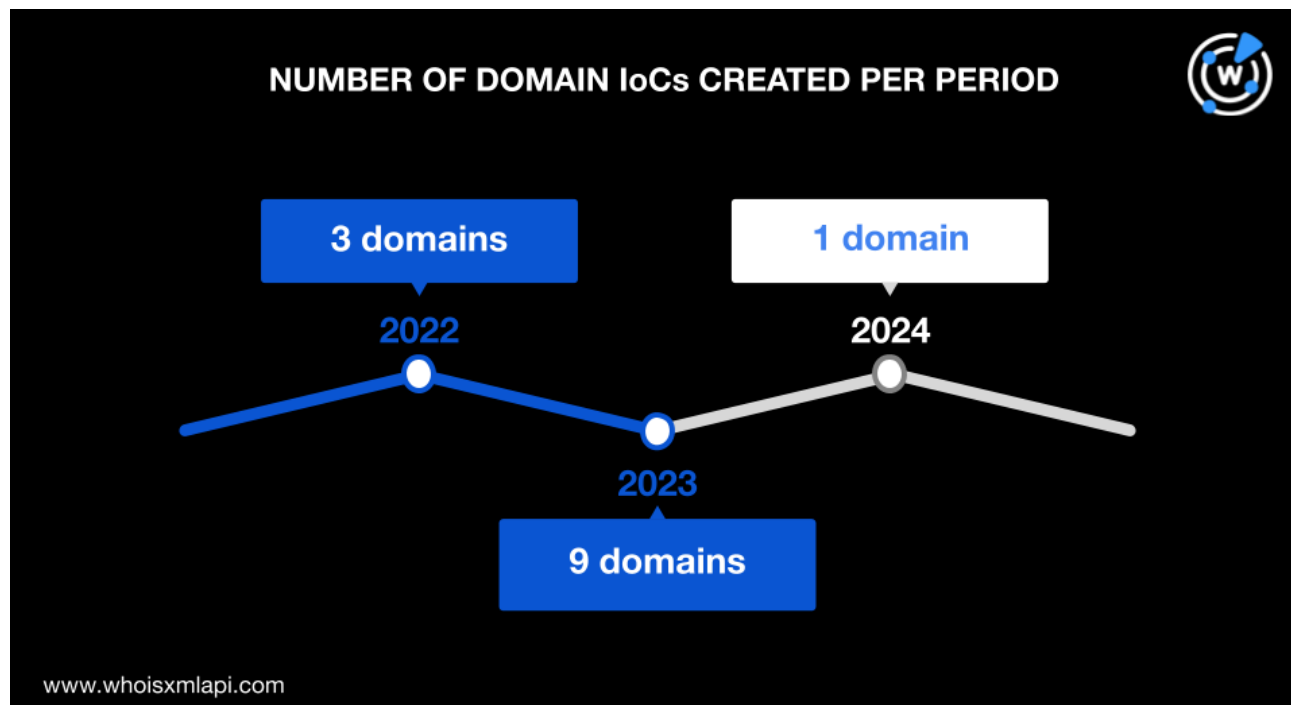 NUMBER OF DOMAIN IoCs CREATED PER PERIOD
W
3 domains
1 domain
2022
2024
2023
9 domains
www.whoisxmlapi.com